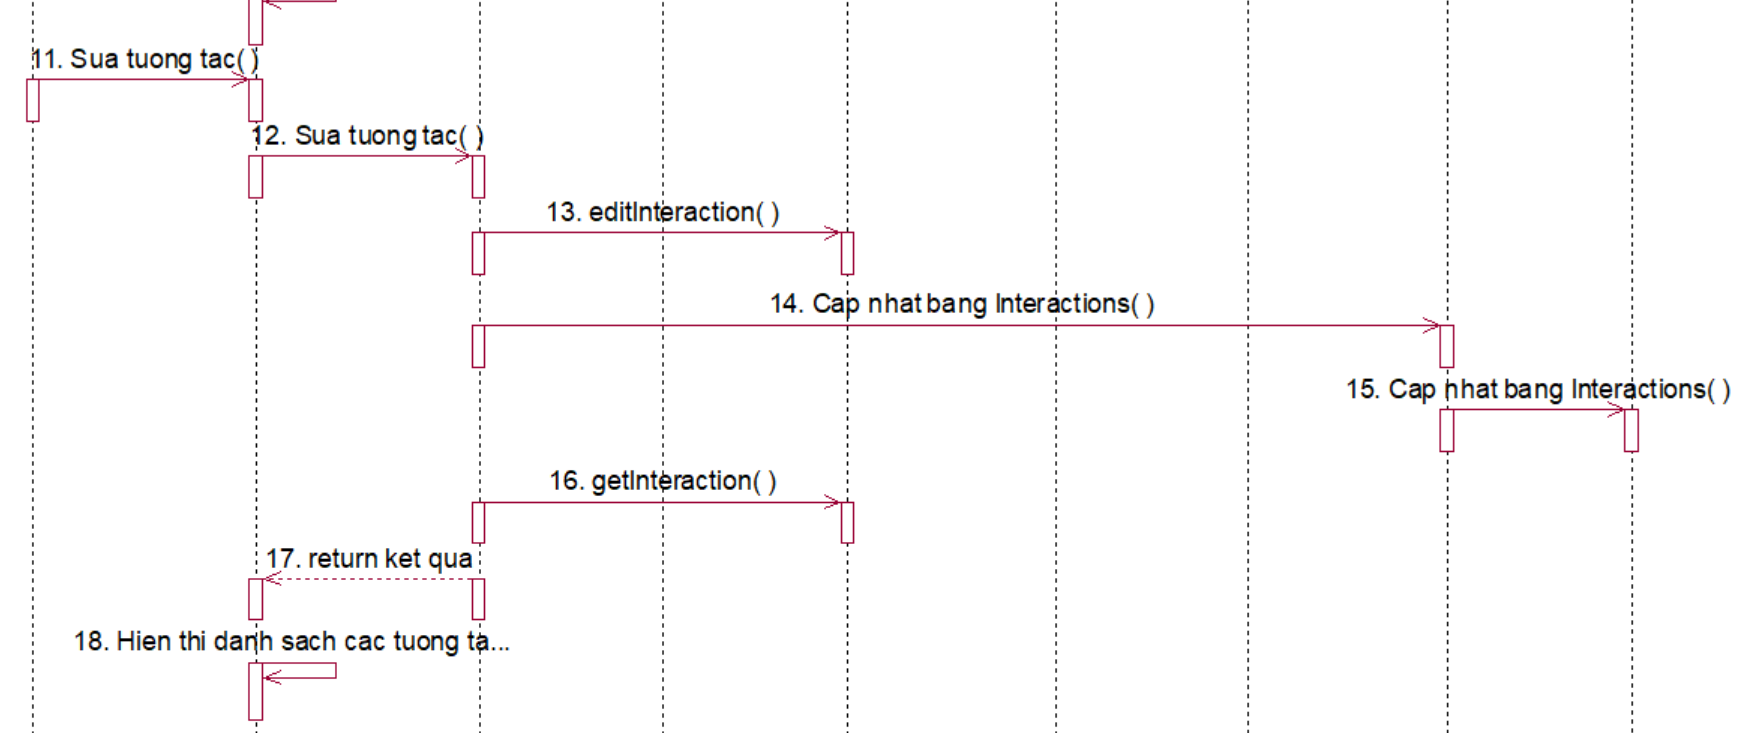 11. Sua tuong tac( )
12. Sua tuong tac( )
13. editInteraction( )
14. Cap nhat bang Interactions( )
15. Cap nhat bang Interactions( )
16. getInteraction( )
17. return ket qua
18. Hien thi danh sach cac tuong ta...